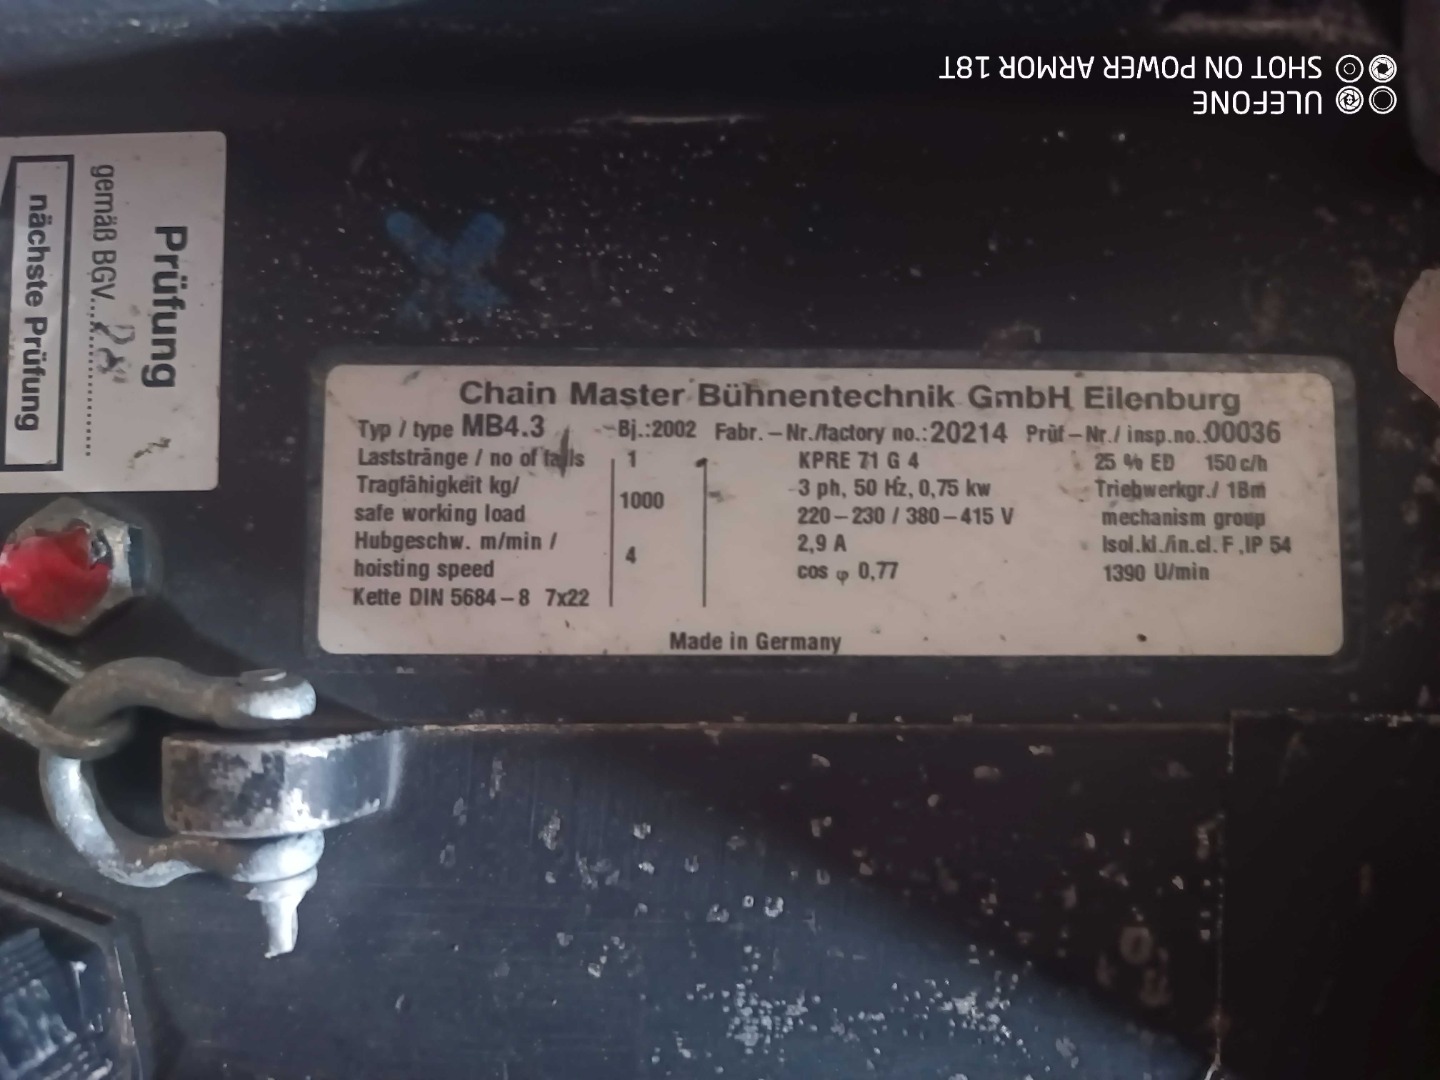 ULEFONE
SHOT ON POWER ARMOR 18T
Prüfung
gemäß BGV
nächste Prüfung
Chain Master Bühnentechnik GmbH Eilenburg
Typ / type MB4.3 Bj.:2002 Fabr. – Nr./factory no.: 20214 Prüf – Nr./ insp.no.:00036
Laststränge / no of falls 1 KPRE 71 G 4 25 % ED 150 c/h
Tragfähigkeit kg/ 3 ph, 50 Hz, 0,75 kw Triebwerkgr./ 1Bm
safe working load 1000 220 – 230 / 380 – 415 V mechanism group
Hubgeschw. m/min / 2,9 A Isol.kl./in.cl. F ,IP 54
hoisting speed 4 cos φ 0,77 1390 U/min
Kette DIN 5684 – 8 7x22
Made in Germany